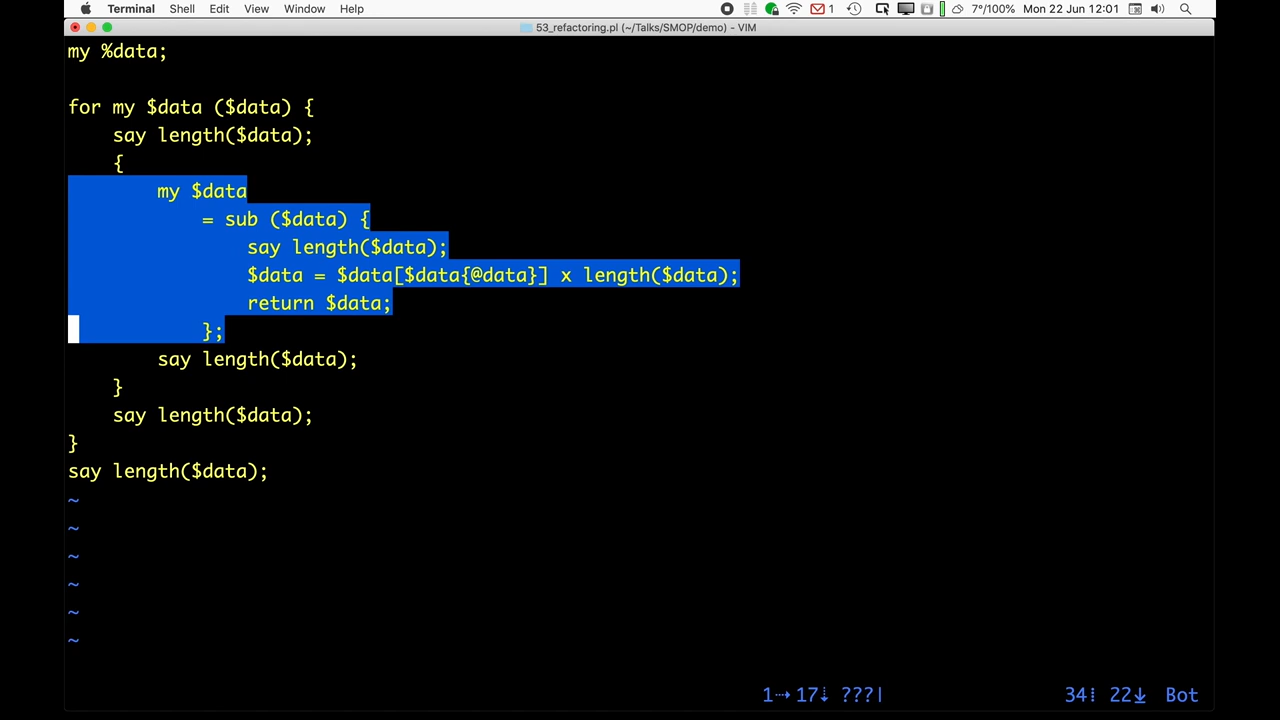 Terminal Shell Edit View Window Help 1 7°/100% Mon 22 Jun 12:01
53_refactoring.pl (~/Talks/SMOP/demo) - VIM
my %data;
for my $data ($data) {
    say length($data);
    {
        my $data
            = sub ($data) {
                say length($data);
                $data = $data[$data{@data}] x length($data);
                return $data;
            };
        say length($data);
    }
    say length($data);
}
say length($data);
~
~
~
~
~
~
1⇢17⇣ ???| 34⁞ 22↓ Bot